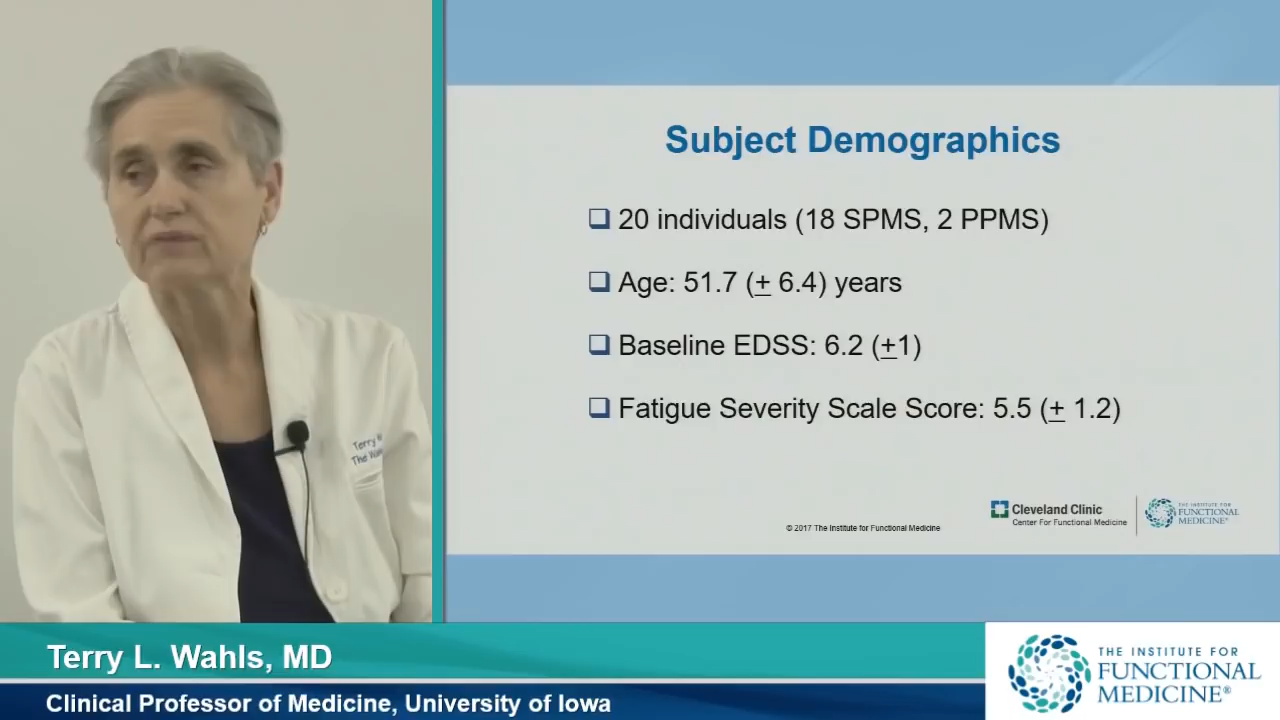 Subject Demographics
20 individuals (18 SPMS, 2 PPMS)
Age: 51.7 (± 6.4) years
Baseline EDSS: 6.2 (±1)
Fatigue Severity Scale Score: 5.5 (± 1.2)
© 2017 The Institute for Functional Medicine
Cleveland Clinic
Center For Functional Medicine
THE INSTITUTE FOR
FUNCTIONAL
MEDICINE®
Terry
The
Terry L. Wahls, MD
Clinical Professor of Medicine, University of Iowa
THE INSTITUTE FOR
FUNCTIONAL
MEDICINE®